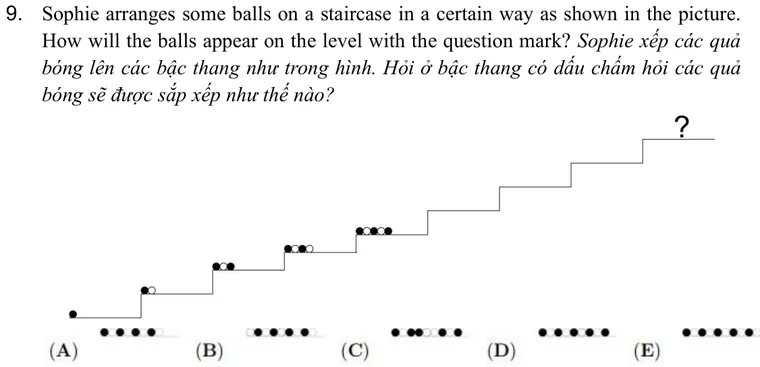 9. Sophie arranges some balls on a staircase in a certain way as shown in the picture.
How will the balls appear on the level with the question mark? Sophie xếp các quả
bóng lên các bậc thang như trong hình. Hỏi ở bậc thang có dấu chấm hỏi các quả
bóng sẽ được sắp xếp như thế nào?
?
(A) (B) (C) (D) (E)